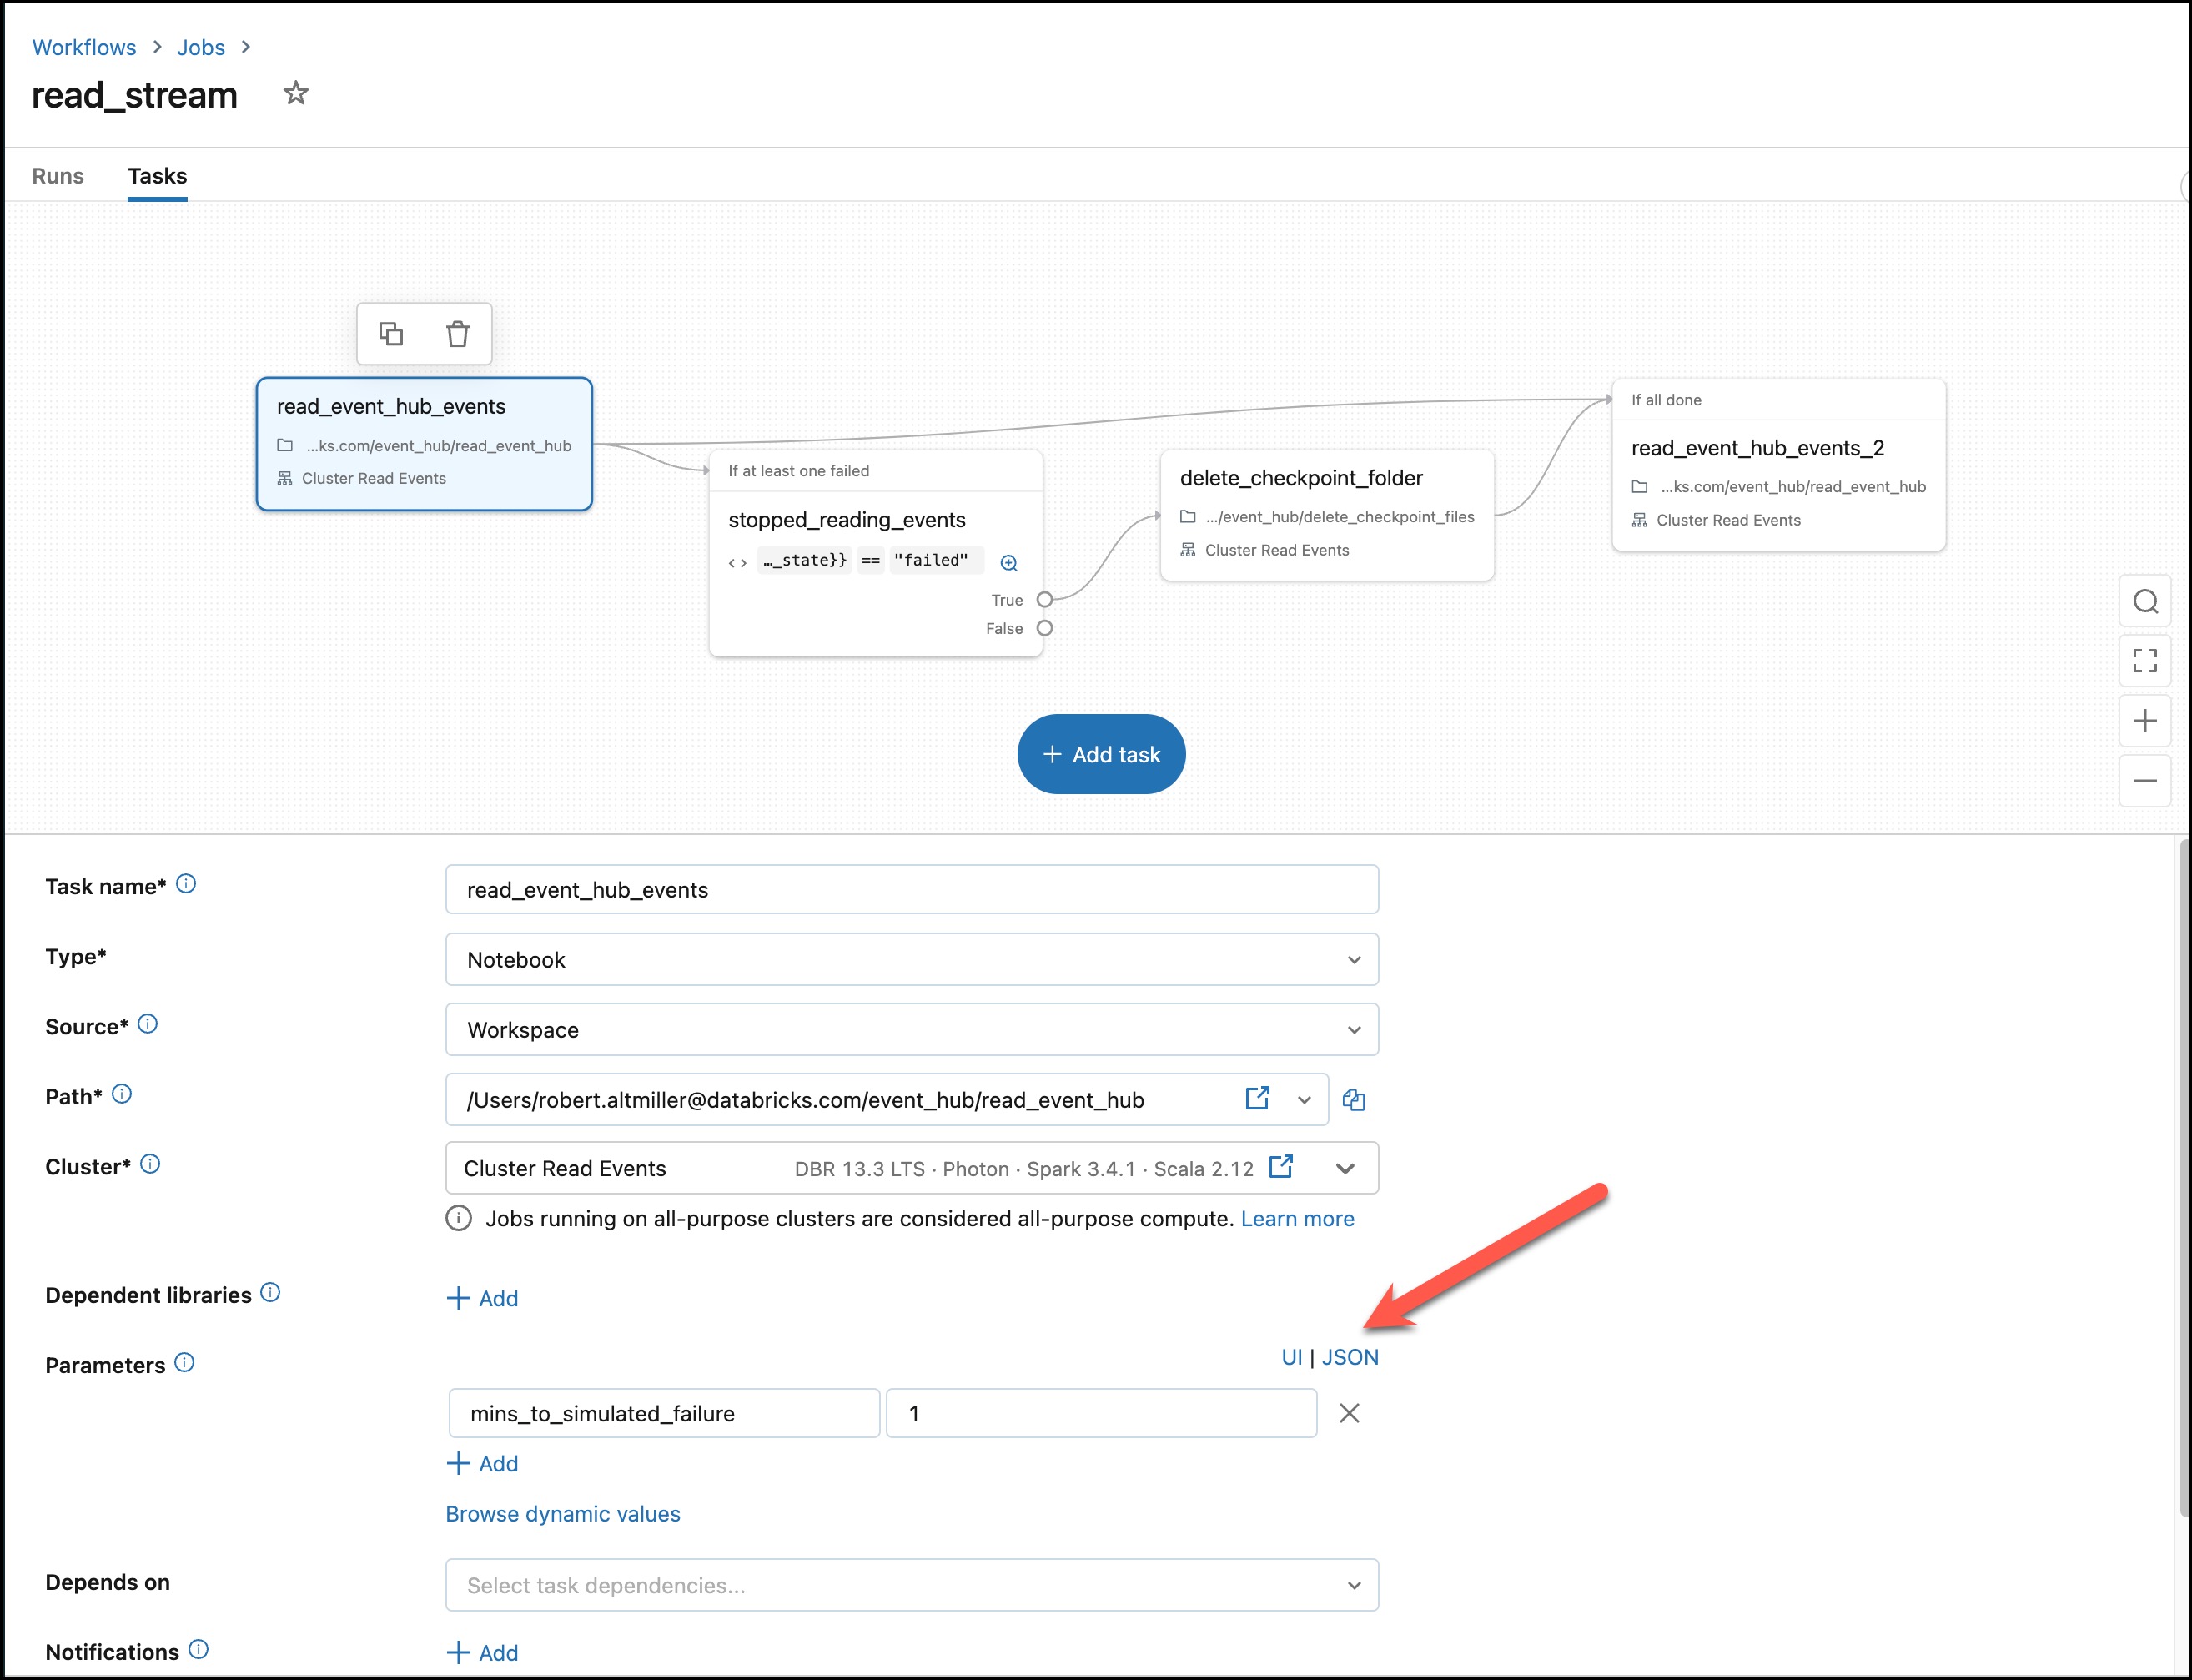 Workflows > Jobs >
read_stream
Runs Tasks
read_event_hub_events
...ks.com/event_hub/read_event_hub
Cluster Read Events
If at least one failed
stopped_reading_events
<> …_state}} == "failed"
True
False
delete_checkpoint_folder
.../event_hub/delete_checkpoint_files
Cluster Read Events
If all done
read_event_hub_events_2
...ks.com/event_hub/read_event_hub
Cluster Read Events
+ Add task
Task name* read_event_hub_events
Type* Notebook
Source* Workspace
Path* /Users/robert.altmiller@databricks.com/event_hub/read_event_hub
Cluster* Cluster Read Events DBR 13.3 LTS · Photon · Spark 3.4.1 · Scala 2.12
Jobs running on all-purpose clusters are considered all-purpose compute. Learn more
Dependent libraries + Add
Parameters UI | JSON
mins_to_simulated_failure 1
+ Add
Browse dynamic values
Depends on Select task dependencies...
Notifications + Add